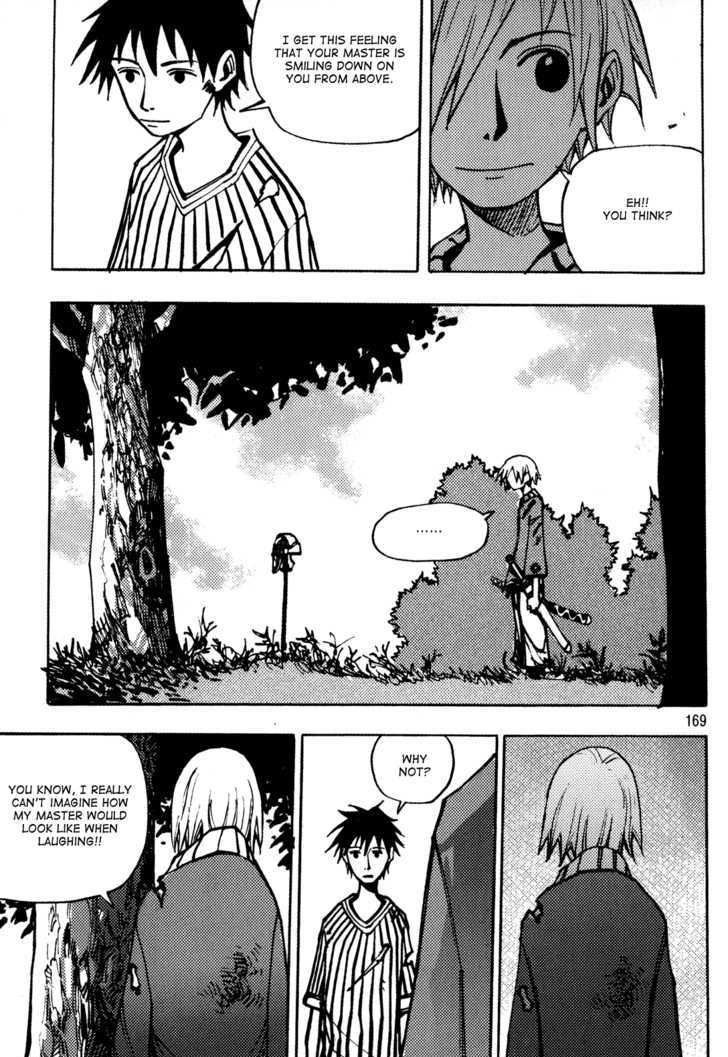 I GET THIS FEELING
THAT YOUR MASTER IS
SMILING DOWN ON
YOU FROM ABOVE.
EH!!
YOU THINK?
......
169
YOU KNOW, I REALLY
CAN'T IMAGINE HOW
MY MASTER WOULD
LOOK LIKE WHEN
LAUGHING!!
WHY
NOT?